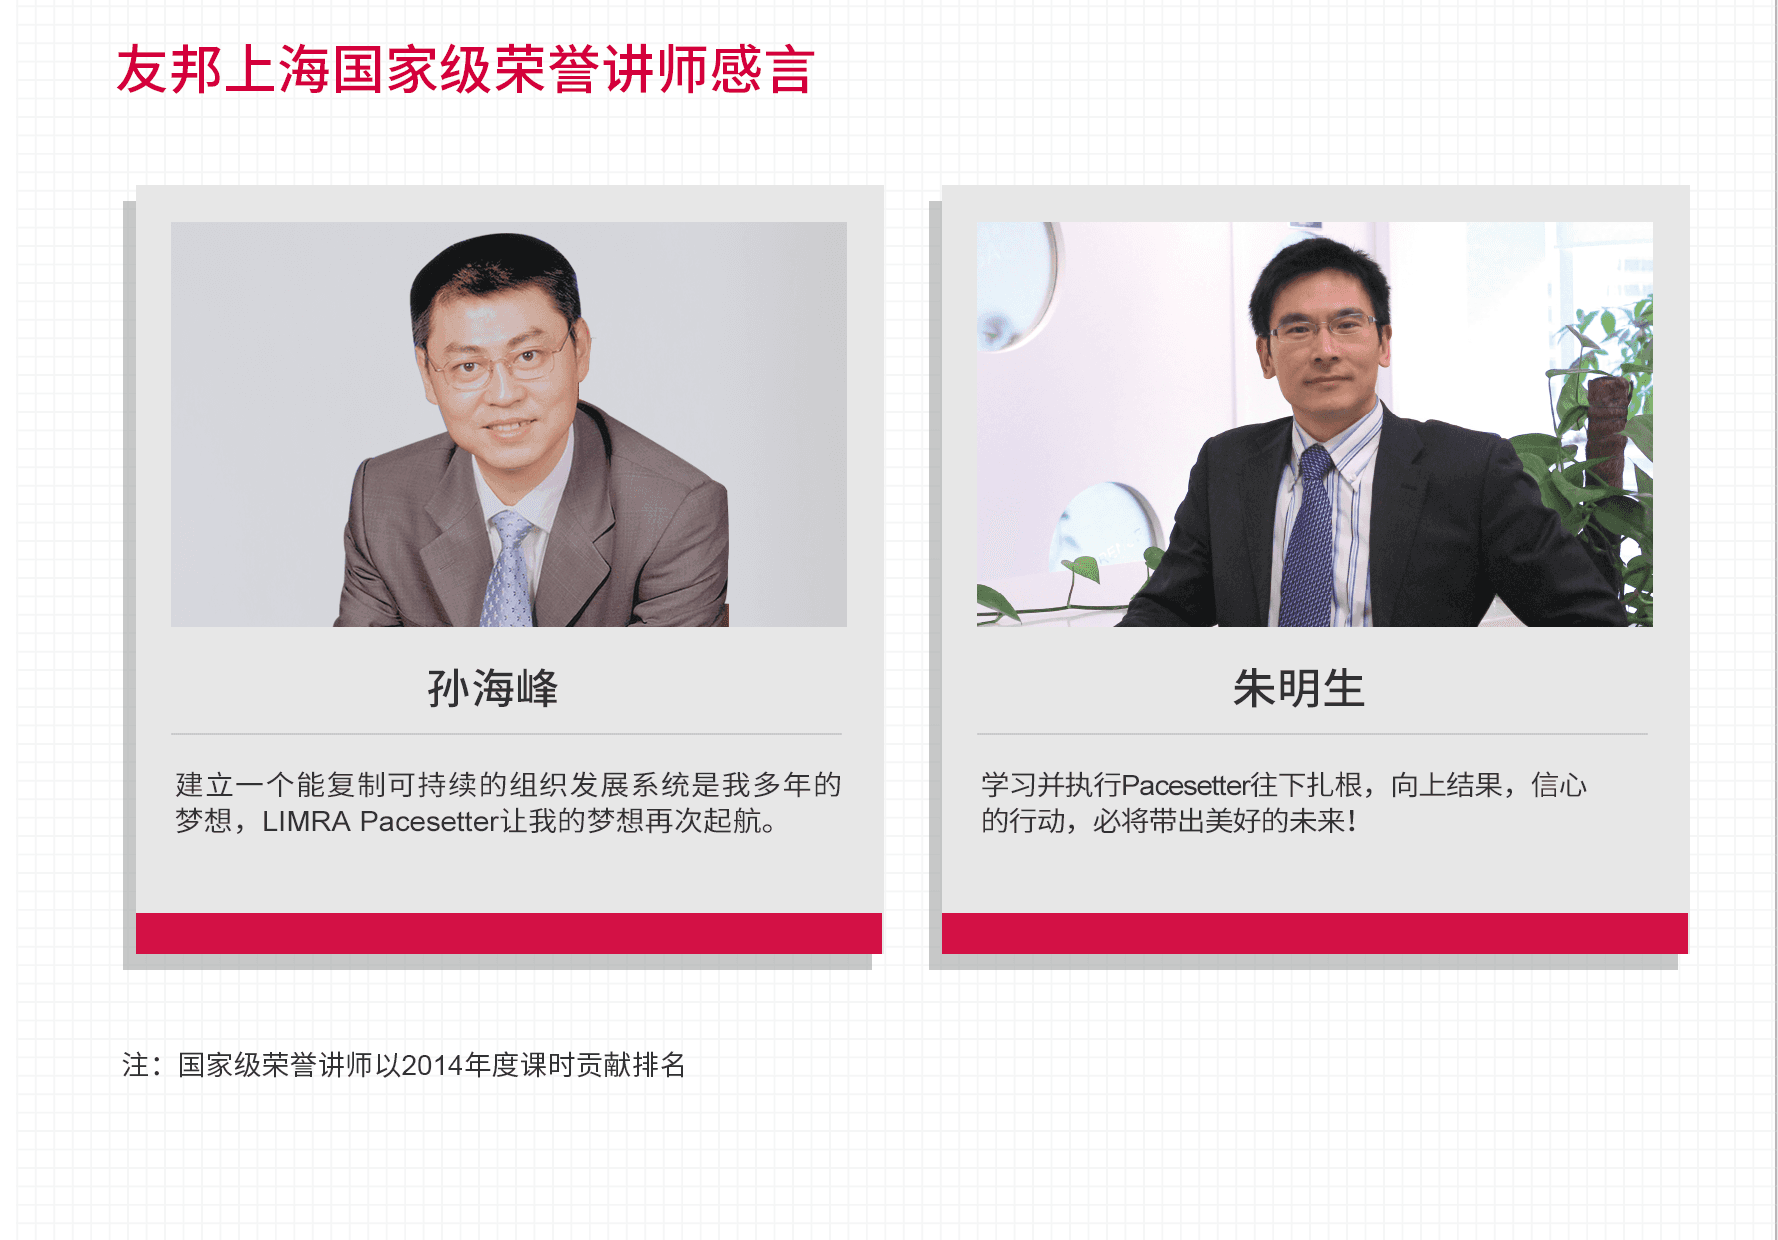 友邦上海国家级荣誉讲师感言
孙海峰
建立一个能复制可持续的组织发展系统是我多年的
梦想，LIMRA Pacesetter让我的梦想再次起航。
朱明生
学习并执行Pacesetter往下扎根，向上结果，信心
的行动，必将带出美好的未来！
注：国家级荣誉讲师以2014年度课时贡献排名